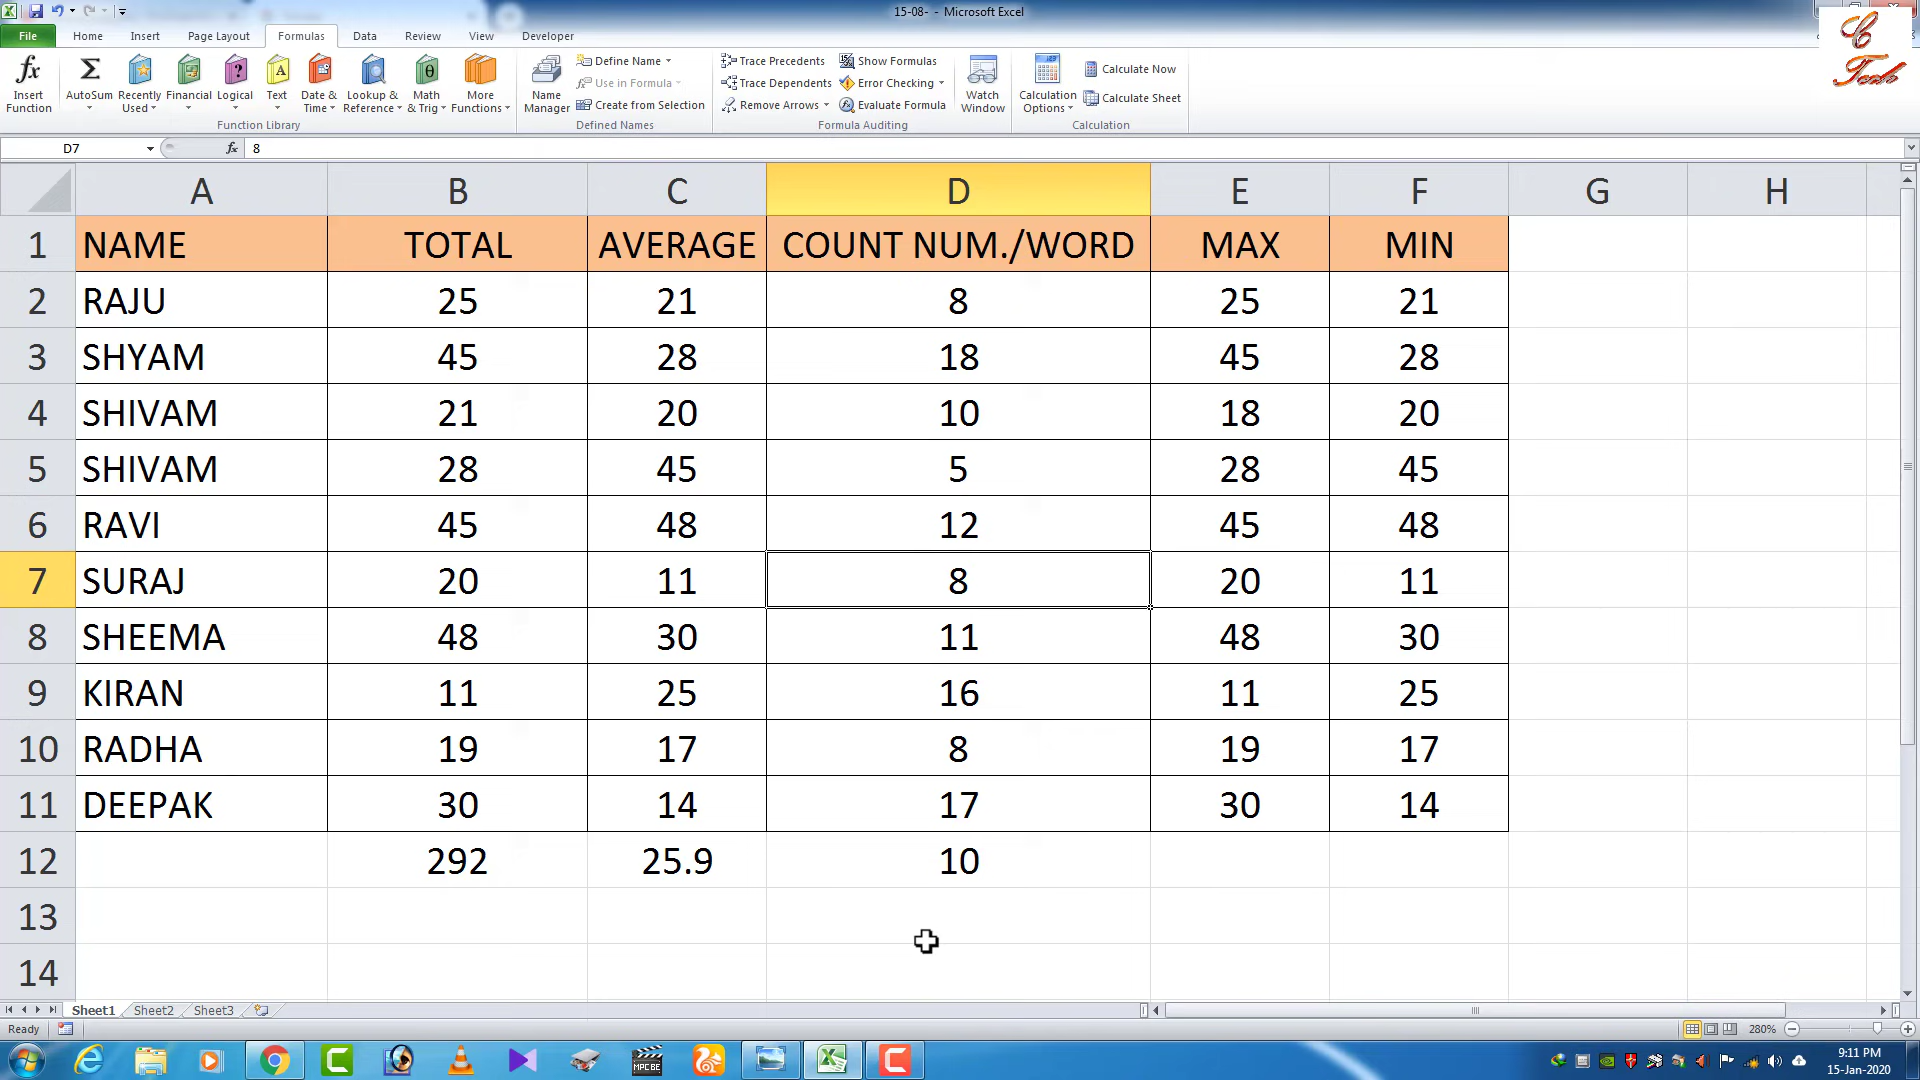 15-08- - Microsoft Excel
File Home Insert Page Layout Formulas Data Review View Developer
C Tech
Insert Function
AutoSum
Recently Used
Financial
Logical
Text
Date & Time
Lookup & Reference
Math & Trig
More Functions
Function Library
Name Manager
Define Name
Use in Formula
Create from Selection
Defined Names
Trace Precedents
Trace Dependents
Remove Arrows
Show Formulas
Error Checking
Evaluate Formula
Formula Auditing
Watch Window
Calculation Options
Calculate Now
Calculate Sheet
Calculation
D7 fx 8
A B C D E F G H
1 NAME TOTAL AVERAGE COUNT NUM./WORD MAX MIN
2 RAJU 25 21 8 25 21
3 SHYAM 45 28 18 45 28
4 SHIVAM 21 20 10 18 20
5 SHIVAM 28 45 5 28 45
6 RAVI 45 48 12 45 48
7 SURAJ 20 11 8 20 11
8 SHEEMA 48 30 11 48 30
9 KIRAN 11 25 16 11 25
10 RADHA 19 17 8 19 17
11 DEEPAK 30 14 17 30 14
12 292 25.9 10
13
14
Sheet1 Sheet2 Sheet3
Ready 280%
9:11 PM
15-Jan-2020